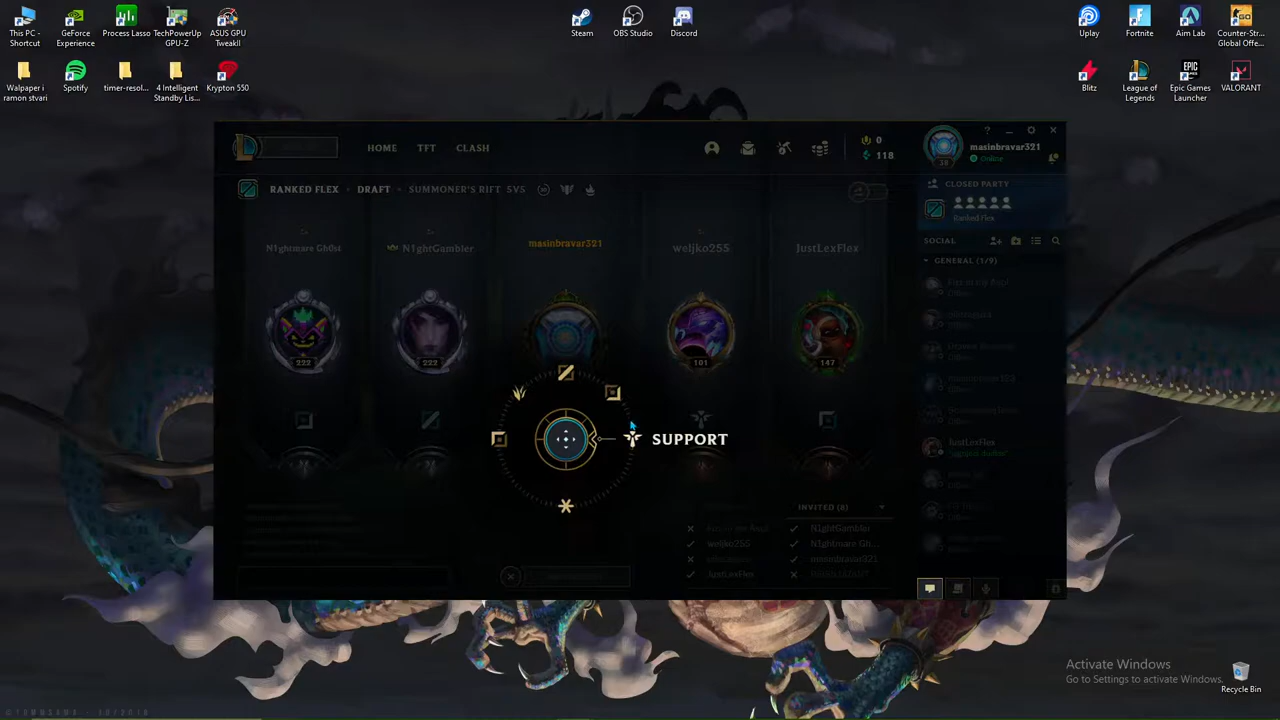 This PC - Shortcut
GeForce Experience
Process Lasso
TechPowerUp GPU-Z
ASUS GPU TweakII
Steam
OBS Studio
Discord
Uplay
Fortnite
Aim Lab
Counter-Str... Global Offe...
Walpaper i ramon stvari
Spotify
timer-resol...
4 Intelligent Standby Lis...
Krypton 550
Blitz
League of Legends
Epic Games Launcher
VALORANT
HOME
TFT
CLASH
0
118
38
masinbravar321
Online
RANKED FLEX • DRAFT • SUMMONER'S RIFT 5V5
CLOSED PARTY
Ranked Flex
SOCIAL
GENERAL (1/9)
N1ghtmare Gh0st
N1ghtGambler
masinbravar321
weljko255
JustLexFlex
222
222
101
147
SUPPORT
JustLexFlex
INVITED (8)
N1ghtGambler
weljko255
N1ghtmare Gh...
masinbravar321
JustLexFlex
Activate Windows
Go to Settings to activate Windows.
Recycle Bin